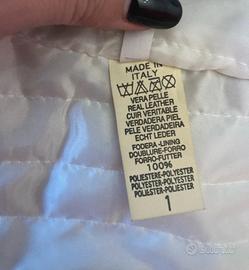 MADE IN
ITALY
VERA PELLE
REAL LEATHER
CUIR VERITABLE
VERDADERA PIEL
PELE VERDADEIRA
ECHT LEDER
FODERA-LINING
DOUBLURE-FORRO
FORRO-FUTTER
100%
POLIESTERE-POLYESTER
POLYESTER-POLYESTER
POLIÉSTER-POLIESTER
1